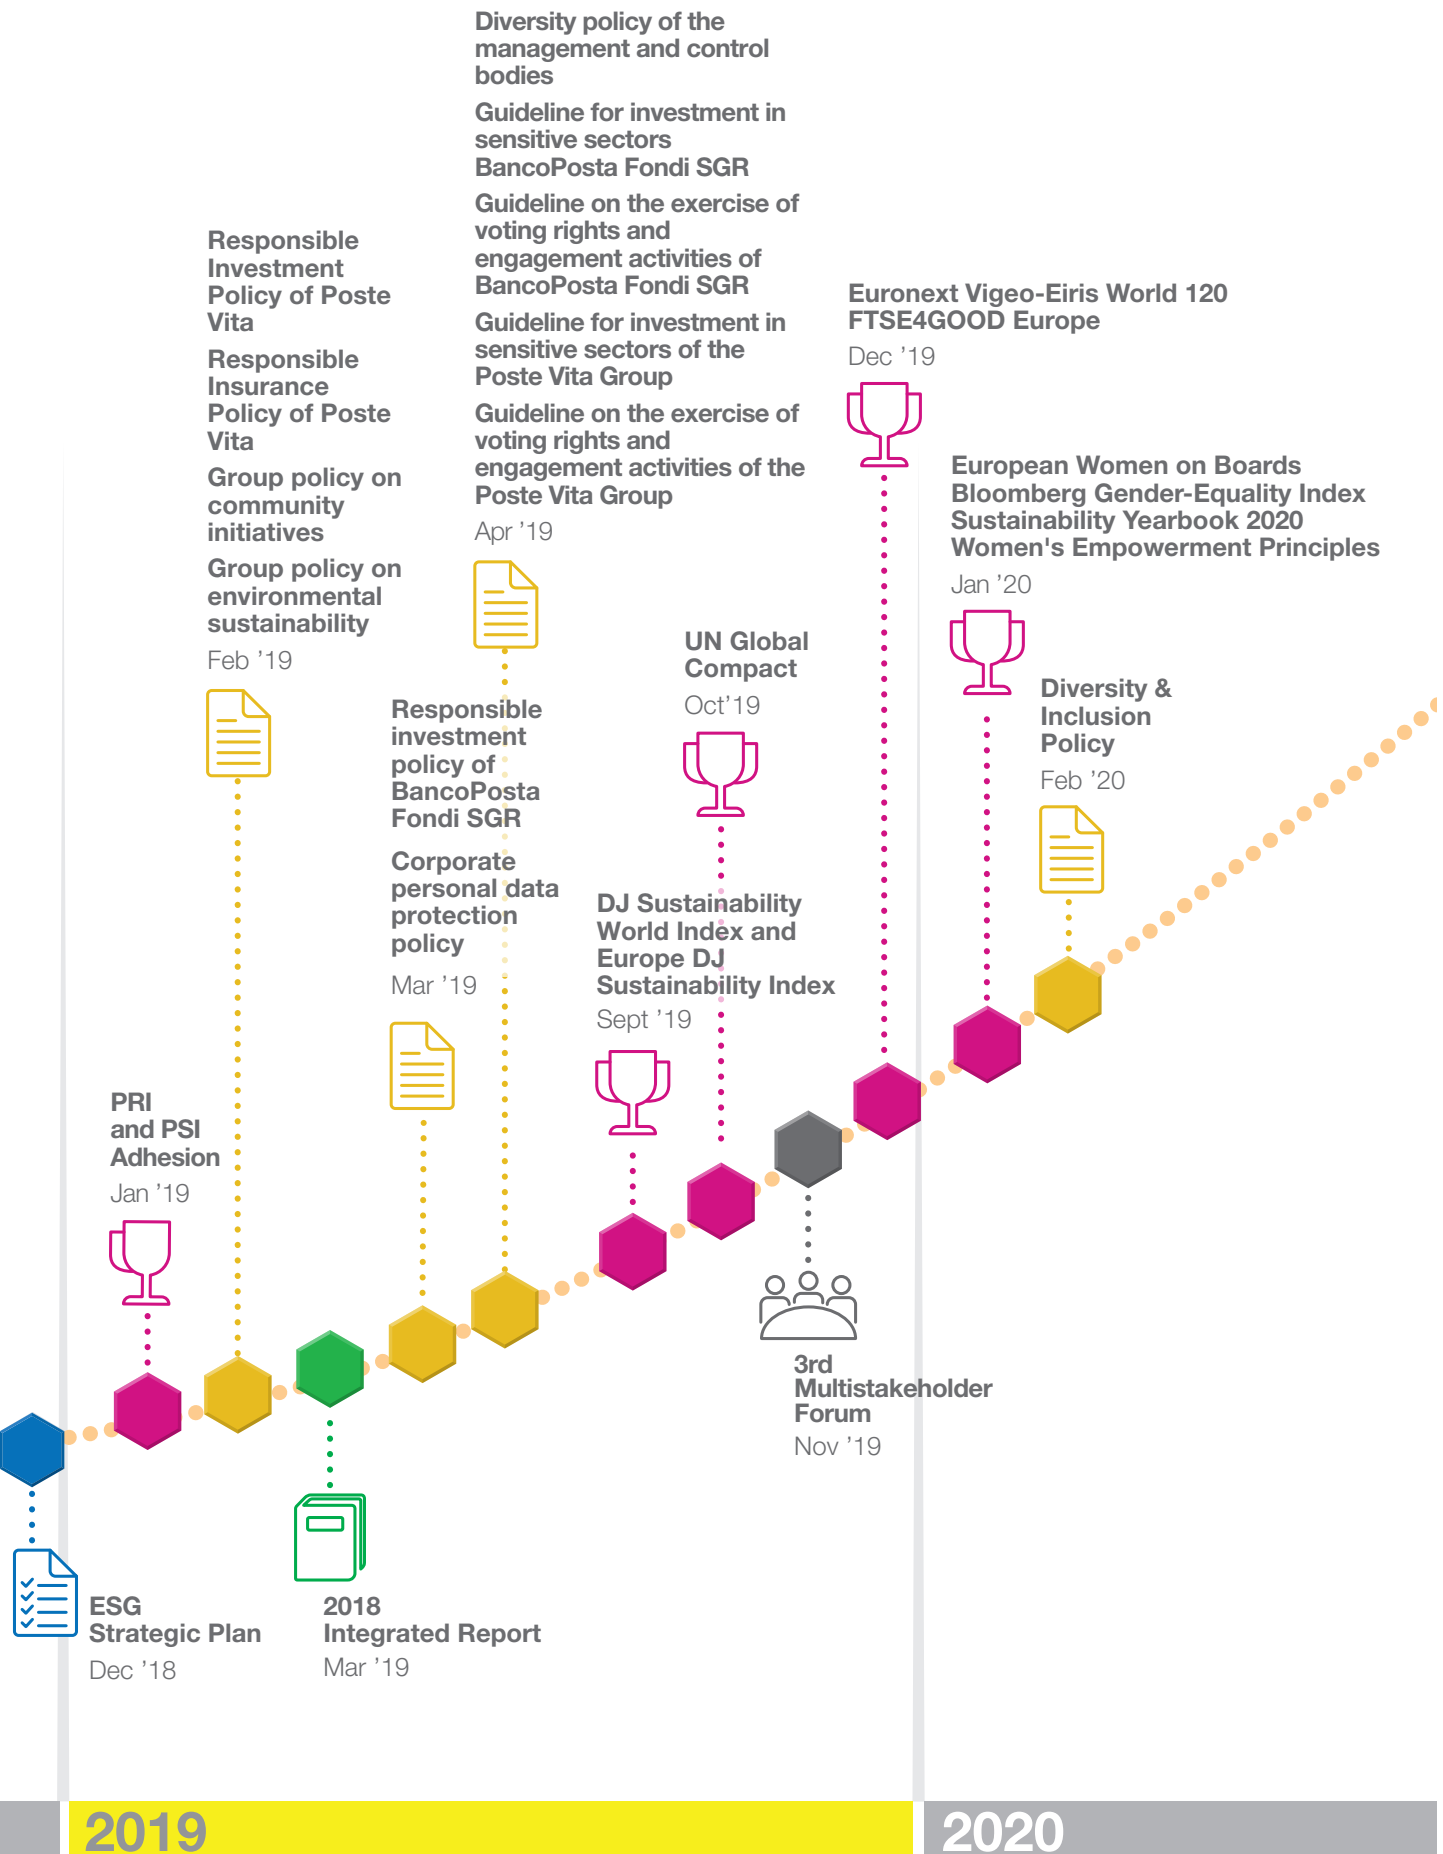 Diversity policy of the
management and control
bodies
Guideline for investment in
sensitive sectors
BancoPosta Fondi SGR
Guideline on the exercise of
voting rights and
engagement activities of
BancoPosta Fondi SGR
Guideline for investment in
sensitive sectors of the
Poste Vita Group
Guideline on the exercise of
voting rights and
engagement activities of the
Poste Vita Group
Apr ’19
Responsible
Investment
Policy of Poste
Vita
Responsible
Insurance
Policy of Poste
Vita
Group policy on
community
initiatives
Group policy on
environmental
sustainability
Feb ’19
Euronext Vigeo-Eiris World 120
FTSE4GOOD Europe
Dec ’19
European Women on Boards
Bloomberg Gender-Equality Index
Sustainability Yearbook 2020
Women's Empowerment Principles
Jan ’20
UN Global
Compact
Oct’19
Diversity &
Inclusion
Policy
Feb ’20
Responsible
investment
policy of
BancoPosta
Fondi SGR
Corporate
personal data
protection
policy
Mar ’19
DJ Sustainability
World Index and
Europe DJ
Sustainability Index
Sept ’19
PRI
and PSI
Adhesion
Jan ’19
3rd
Multistakeholder
Forum
Nov ’19
ESG
Strategic Plan
Dec ’18
2018
Integrated Report
Mar ’19
2019
2020